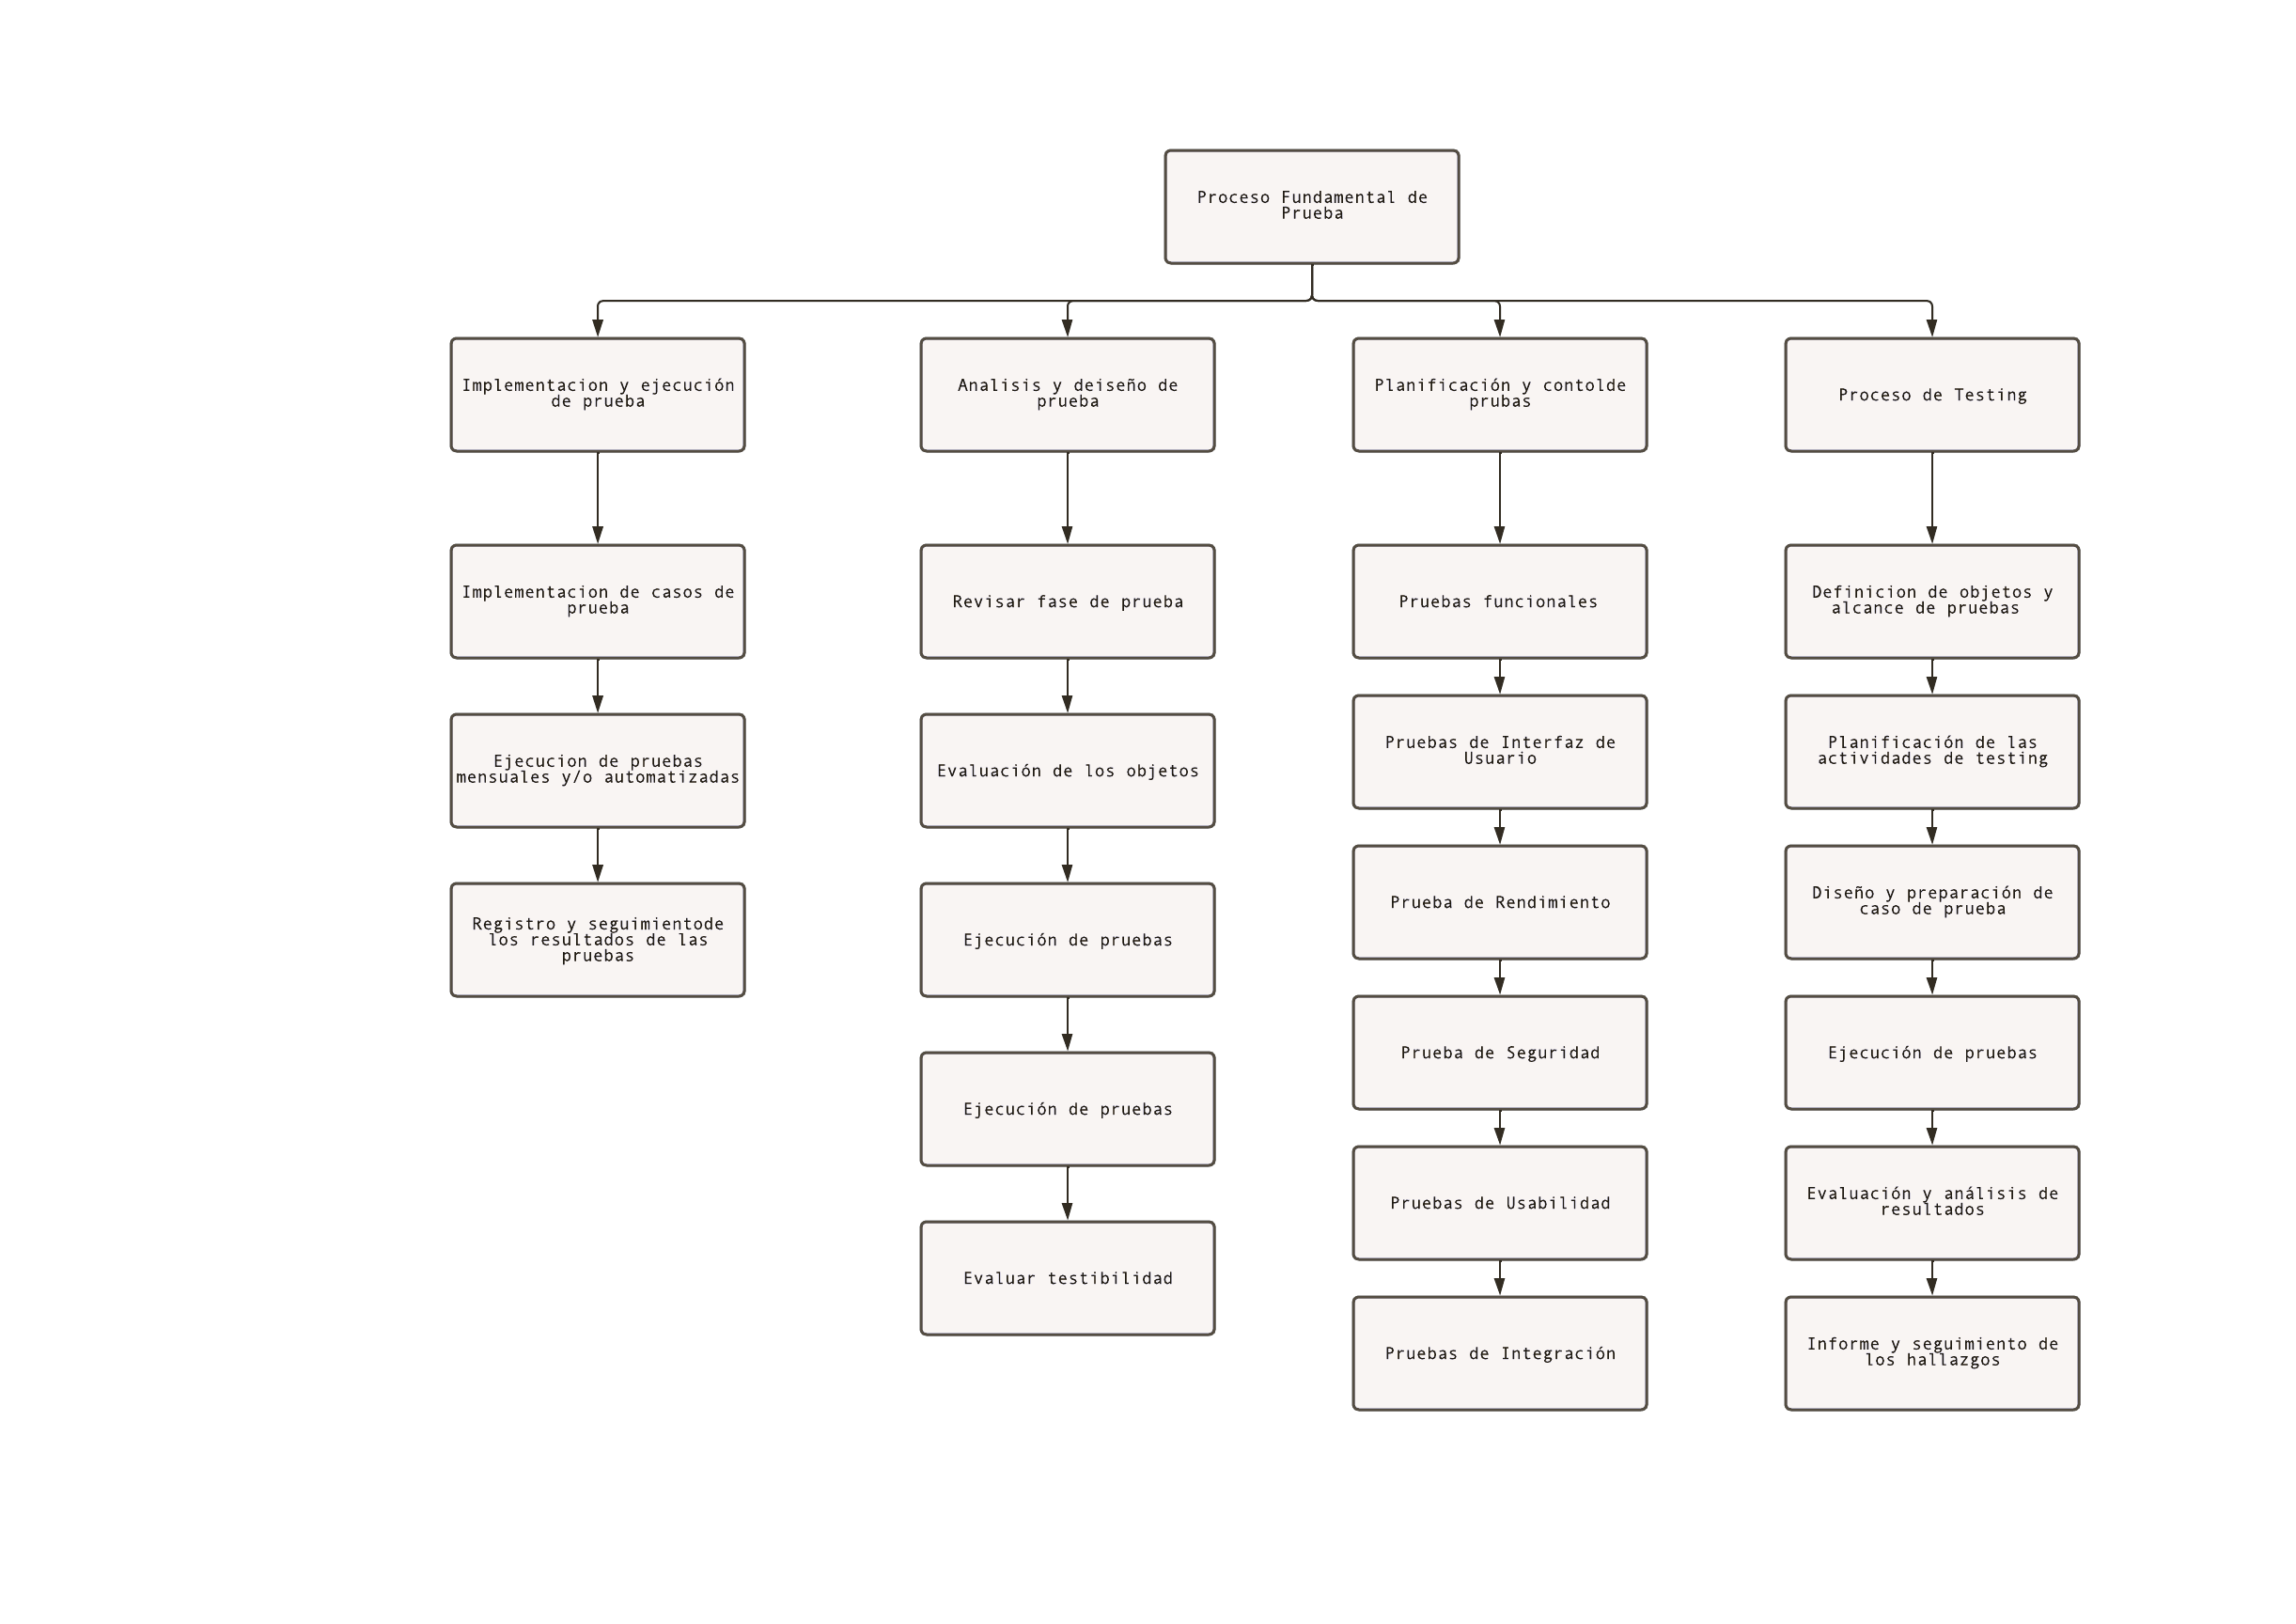 Proceso Fundamental de
Prueba
Implementacion y ejecución
de prueba
Analisis y deiseño de
prueba
Planificación y contolde
prubas
Proceso de Testing
Implementacion de casos de
prueba
Ejecucion de pruebas
mensuales y/o automatizadas
Registro y seguimientode
los resultados de las
pruebas
Revisar fase de prueba
Evaluación de los objetos
Ejecución de pruebas
Ejecución de pruebas
Evaluar testibilidad
Pruebas funcionales
Pruebas de Interfaz de
Usuario
Prueba de Rendimiento
Prueba de Seguridad
Pruebas de Usabilidad
Pruebas de Integración
Definicion de objetos y
alcance de pruebas
Planificación de las
actividades de testing
Diseño y preparación de
caso de prueba
Ejecución de pruebas
Evaluación y análisis de
resultados
Informe y seguimiento de
los hallazgos